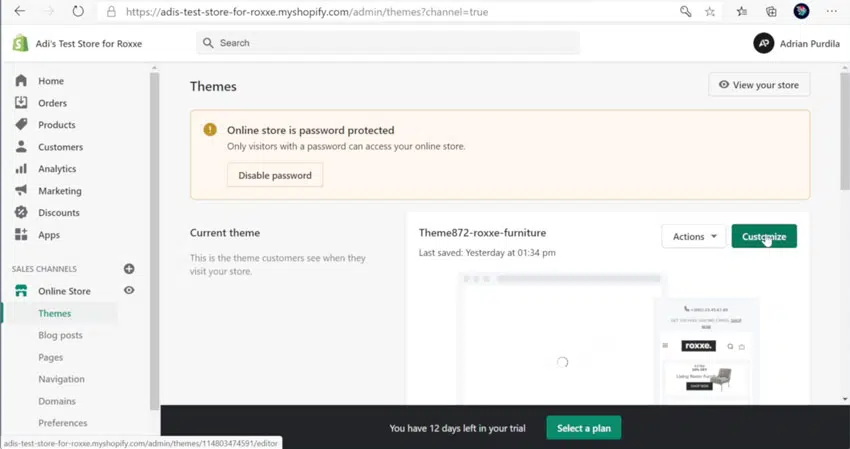 https://adis-test-store-for-roxxe.myshopify.com/admin/themes?channel=true
Adi's Test Store for Roxxe
Search
AP
Adrian Purdila
Home
Orders
Products
Customers
Analytics
Marketing
Discounts
Apps
SALES CHANNELS
Online Store
Themes
Blog posts
Pages
Navigation
Domains
Preferences
Themes
View your store
Online store is password protected
Only visitors with a password can access your online store.
Disable password
Current theme
This is the theme customers see when they
visit your store.
Theme872-roxxe-furniture
Last saved: Yesterday at 01:34 pm
Actions
Customize
roxxe.
SHOP NOW
You have 12 days left in your trial
Select a plan
adis-test-store-for-roxxe.myshopify.com/admin/themes/114803474591/editor